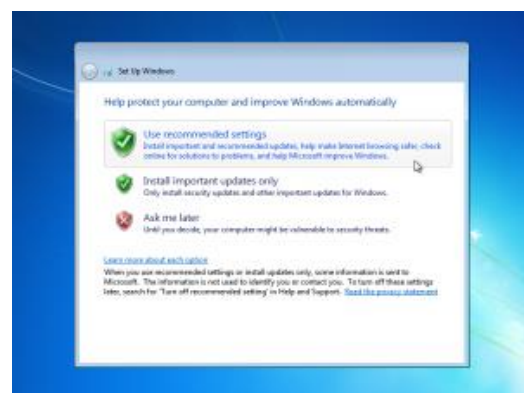 Set Up Windows
Help protect your computer and improve Windows automatically
Use recommended settings
Install important and recommended updates, help make Internet browsing safer, check
online for solutions to problems, and help Microsoft improve Windows.
Install important updates only
Only install security updates and other important updates for Windows.
Ask me later
Until you decide, your computer might be vulnerable to security threats.
Learn more about each option
When you use recommended settings or install updates only, some information is sent to
Microsoft. The information is not used to identify you or contact you. To turn off these settings
later, search for "Turn off recommended setting" in Help and Support. Read the privacy statement